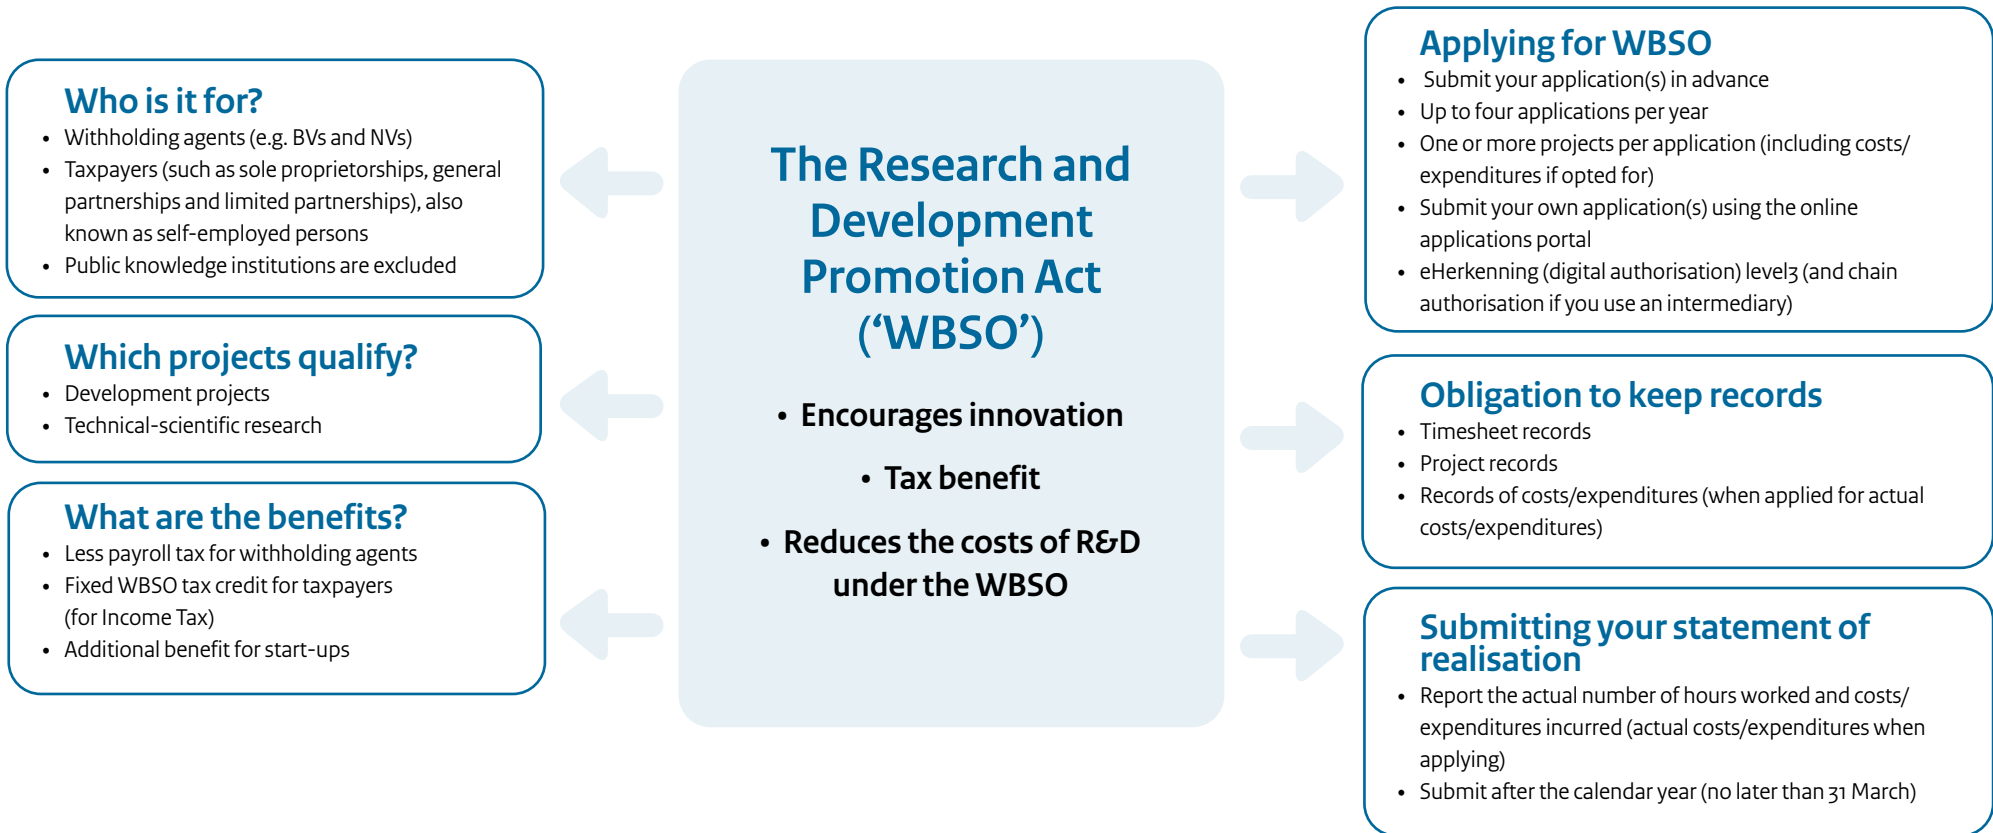 Who is it for?
• Withholding agents (e.g. BVs and NVs)
• Taxpayers (such as sole proprietorships, general
partnerships and limited partnerships), also
known as self-employed persons
• Public knowledge institutions are excluded
Which projects qualify?
• Development projects
• Technical-scientific research
What are the benefits?
• Less payroll tax for withholding agents
• Fixed WBSO tax credit for taxpayers
(for Income Tax)
• Additional benefit for start-ups
The Research and
Development
Promotion Act
(‘WBSO’)
• Encourages innovation
• Tax benefit
• Reduces the costs of R&D
under the WBSO
Applying for WBSO
• Submit your application(s) in advance
• Up to four applications per year
• One or more projects per application (including costs/
expenditures if opted for)
• Submit your own application(s) using the online
applications portal
• eHerkenning (digital authorisation) level3 (and chain
authorisation if you use an intermediary)
Obligation to keep records
• Timesheet records
• Project records
• Records of costs/expenditures (when applied for actual
costs/expenditures)
Submitting your statement of
realisation
• Report the actual number of hours worked and costs/
expenditures incurred (actual costs/expenditures when
applying)
• Submit after the calendar year (no later than 31 March)